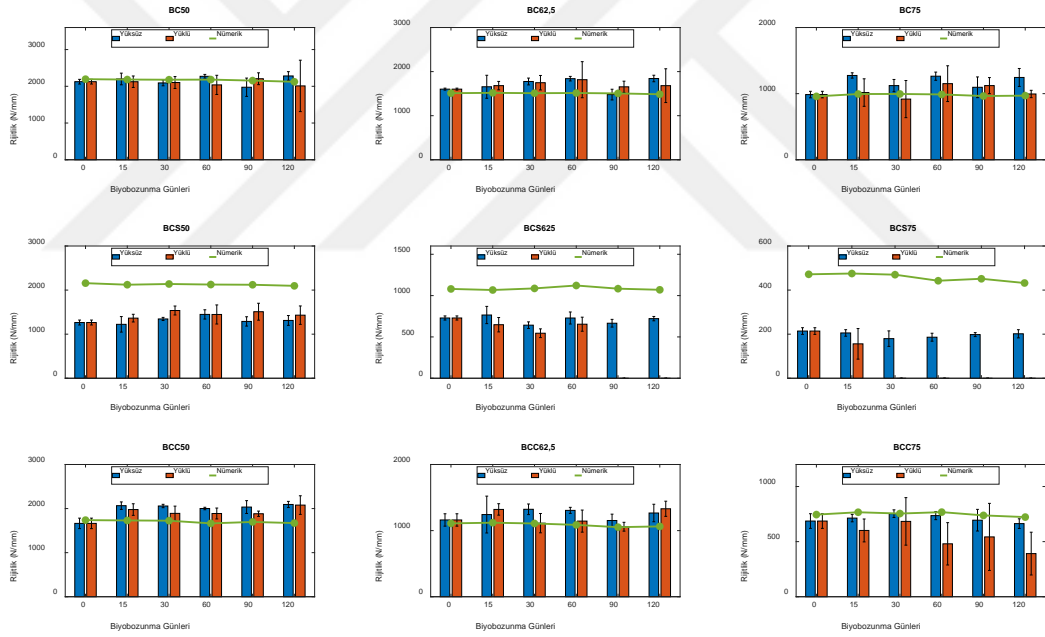 BC50
Yüksüz Yüklü Nümerik
3000
2000
1000
0
Rijitlik (N/mm)
0 15 30 60 90 120
Biyobozunma Günleri
BC62,5
Yüksüz Yüklü Nümerik
3000
2000
1000
0
Rijitlik (N/mm)
0 15 30 60 90 120
Biyobozunma Günleri
BC75
Yüksüz Yüklü Nümerik
2000
1000
0
Rijitlik (N/mm)
0 15 30 60 90 120
Biyobozunma Günleri
BCS50
Yüksüz Yüklü Nümerik
3000
2000
1000
0
Rijitlik (N/mm)
0 15 30 60 90 120
Biyobozunma Günleri
BCS625
Yüksüz Yüklü Nümerik
1500
1000
500
0
Rijitlik (N/mm)
0 15 30 60 90 120
Biyobozunma Günleri
BCS75
Yüksüz Yüklü Nümerik
600
400
200
0
Rijitlik (N/mm)
0 15 30 60 90 120
Biyobozunma Günleri
BCC50
Yüksüz Yüklü Nümerik
3000
2000
1000
0
Rijitlik (N/mm)
0 15 30 60 90 120
Biyobozunma Günleri
BCC62,5
Yüksüz Yüklü Nümerik
2000
1000
0
Rijitlik (N/mm)
0 15 30 60 90 120
Biyobozunma Günleri
BCC75
Yüksüz Yüklü Nümerik
1000
500
0
Rijitlik (N/mm)
0 15 30 60 90 120
Biyobozunma Günleri